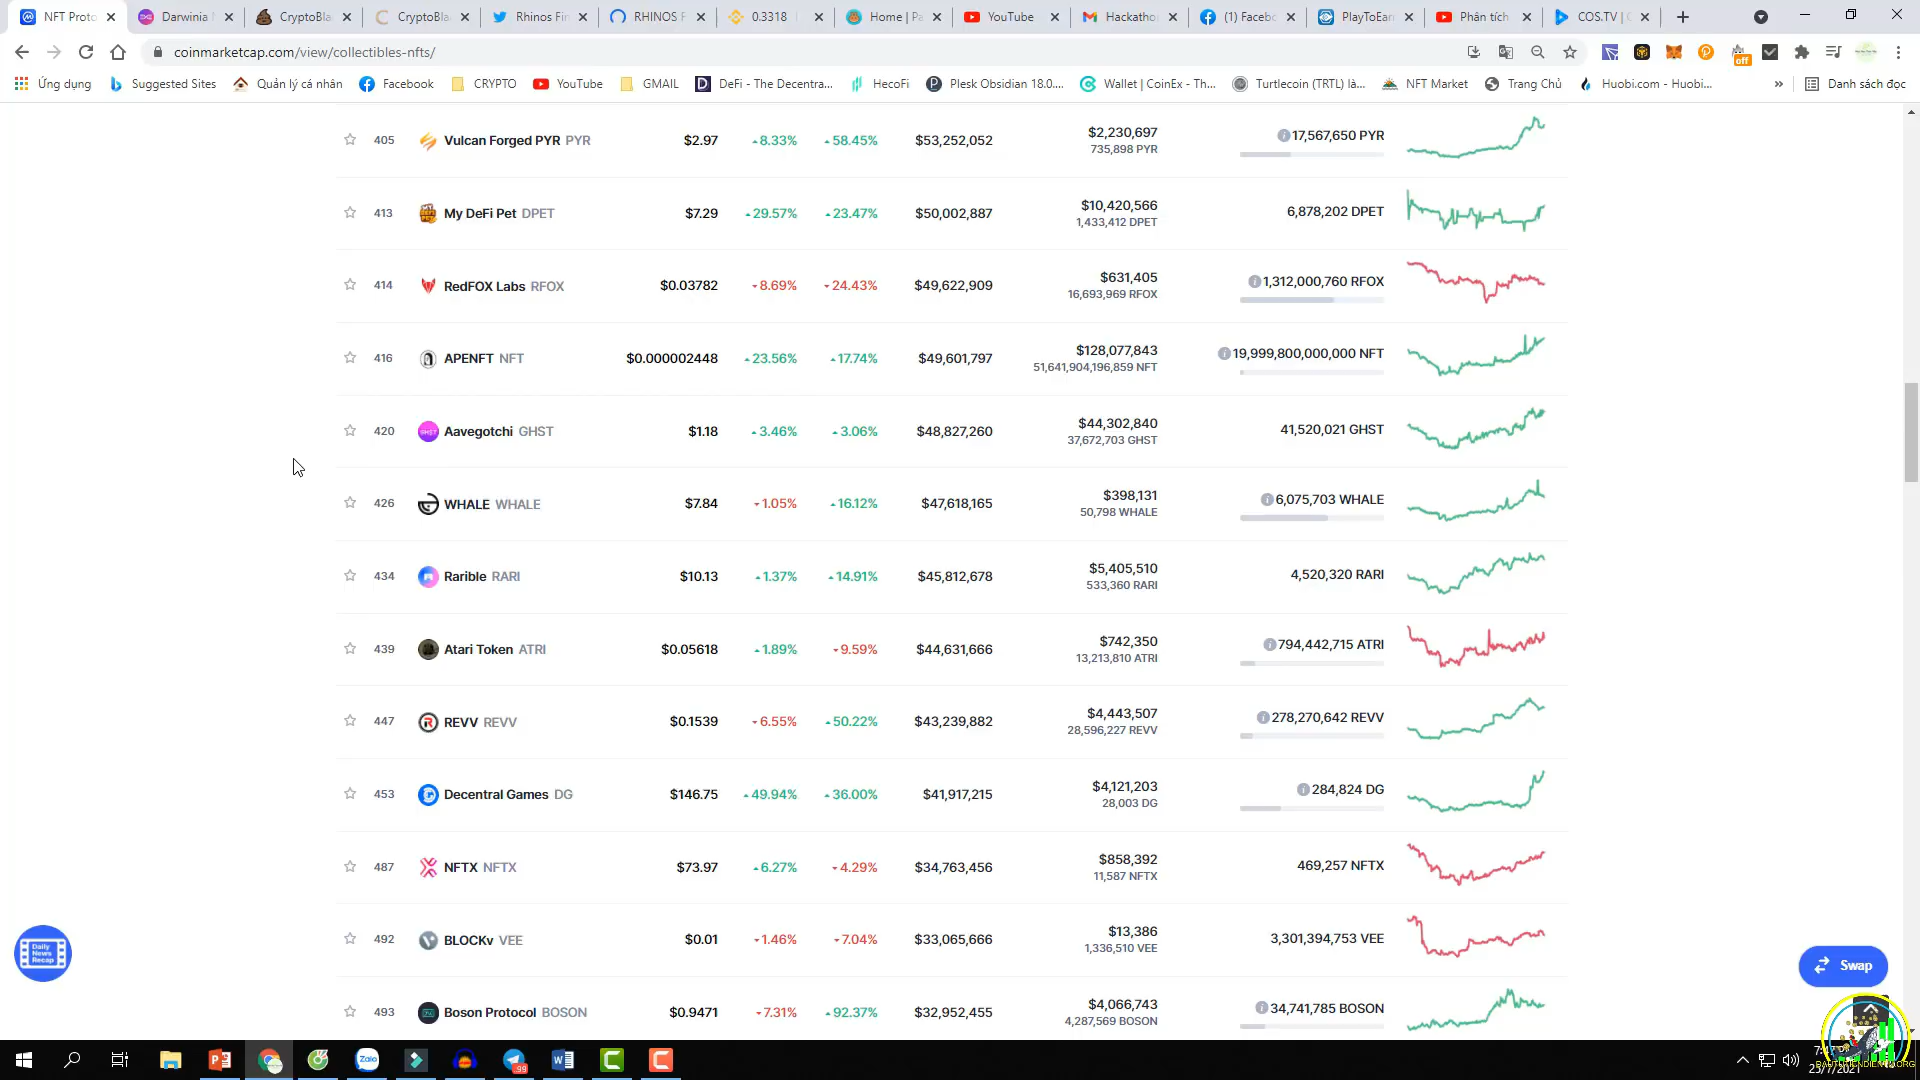 NFT Proto
Darwinia N
CryptoBla
CryptoBla
Rhinos Fin
RHINOS F
0.3318
Home | Pa
YouTube
Hackatho
(1) Facebo
PlayToEar
Phân tích
COS.TV | C
coinmarketcap.com/view/collectibles-nfts/
off
Ứng dụng
Suggested Sites
Quản lý cá nhân
Facebook
CRYPTO
YouTube
GMAIL
DeFi - The Decentra...
HecoFi
Plesk Obsidian 18.0....
Wallet | CoinEx - Th...
Turtlecoin (TRTL) là...
NFT Market
Trang Chủ
Huobi.com - Huobi...
»
Danh sách đọc
405 Vulcan Forged PYR PYR $2.97 8.33% 58.45% $53,252,052 $2,230,697 17,567,650 PYR
735,898 PYR
413 My DeFi Pet DPET $7.29 29.57% 23.47% $50,002,887 $10,420,566 6,878,202 DPET
1,433,412 DPET
414 RedFOX Labs RFOX $0.03782 8.69% 24.43% $49,622,909 $631,405 1,312,000,760 RFOX
16,693,969 RFOX
416 APENFT NFT $0.000002448 23.56% 17.74% $49,601,797 $128,077,843 19,999,800,000,000 NFT
51,641,904,196,859 NFT
420 Aavegotchi GHST $1.18 3.46% 3.06% $48,827,260 $44,302,840 41,520,021 GHST
37,672,703 GHST
426 WHALE WHALE $7.84 1.05% 16.12% $47,618,165 $398,131 6,075,703 WHALE
50,798 WHALE
434 Rarible RARI $10.13 1.37% 14.91% $45,812,678 $5,405,510 4,520,320 RARI
533,360 RARI
439 Atari Token ATRI $0.05618 1.89% 9.59% $44,631,666 $742,350 794,442,715 ATRI
13,213,810 ATRI
447 REVV REVV $0.1539 6.55% 50.22% $43,239,882 $4,443,507 278,270,642 REVV
28,596,227 REVV
453 Decentral Games DG $146.75 49.94% 36.00% $41,917,215 $4,121,203 284,824 DG
28,003 DG
487 NFTX NFTX $73.97 6.27% 4.29% $34,763,456 $858,392 469,257 NFTX
11,587 NFTX
492 BLOCKv VEE $0.01 1.46% 7.04% $33,065,666 $13,386 3,301,394,753 VEE
1,336,510 VEE
493 Boson Protocol BOSON $0.9471 7.31% 92.37% $32,952,455 $4,066,743 34,741,785 BOSON
4,287,569 BOSON
Daily
News
Recap
Swap
Zalo
99
25/7/2021